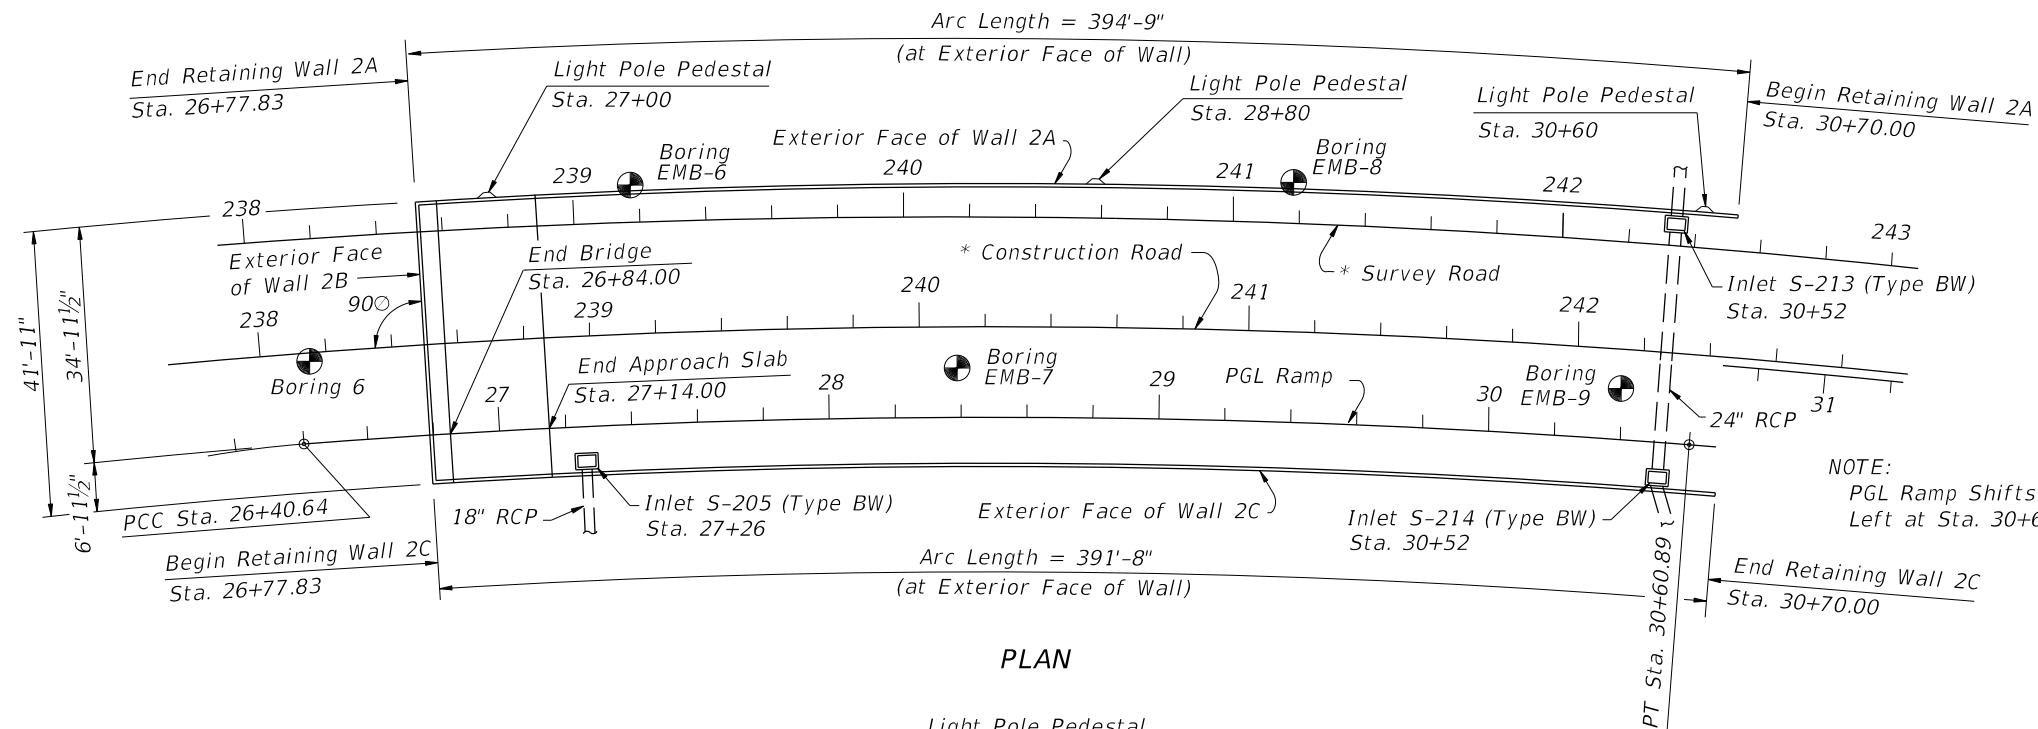 Arc Length = 394'-9"
(at Exterior Face of Wall)
End Retaining Wall 2A
Sta. 26+77.83
Light Pole Pedestal
Sta. 27+00
Light Pole Pedestal
Sta. 28+80
Light Pole Pedestal
Sta. 30+60
Begin Retaining Wall 2A
Sta. 30+70.00
Exterior Face of Wall 2A
Boring
EMB-6
Boring
EMB-8
238
239
240
241
242
243
Exterior Face
of Wall 2B
90∅
End Bridge
Sta. 26+84.00
* Construction Road
* Survey Road
Inlet S-213 (Type BW)
Sta. 30+52
238
239
240
241
242
41'-11"
34'-11½"
6'-11½"
Boring 6
End Approach Slab
Sta. 27+14.00
Boring
EMB-7
PGL Ramp
Boring
EMB-9
27
28
29
30
31
24" RCP
PCC Sta. 26+40.64
18" RCP
Inlet S-205 (Type BW)
Sta. 27+26
Exterior Face of Wall 2C
Inlet S-214 (Type BW)
Sta. 30+52
NOTE:
PGL Ramp Shifts
Left at Sta. 30+6
Begin Retaining Wall 2C
Sta. 26+77.83
Arc Length = 391'-8"
(at Exterior Face of Wall)
End Retaining Wall 2C
Sta. 30+70.00
PT Sta. 30+60.89
PLAN
Light Pole Pedestal